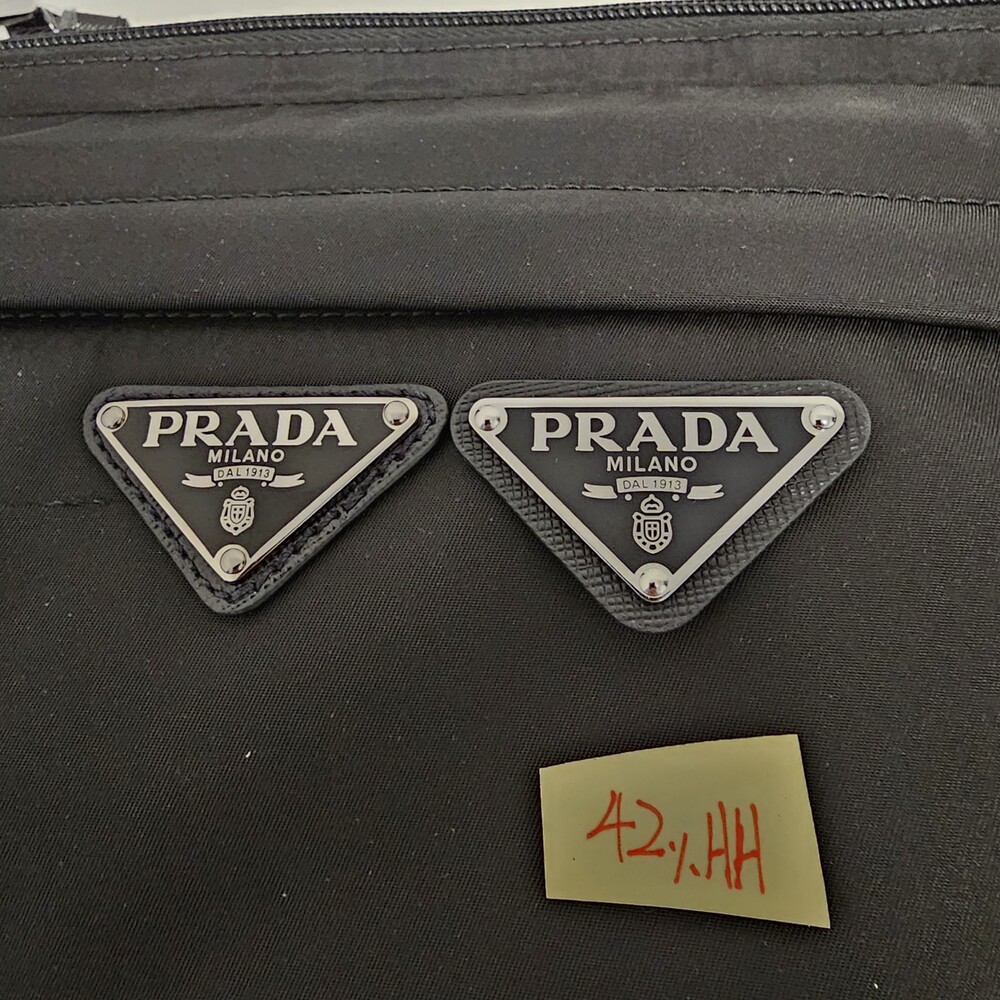 PRADA
MILANO
DAL 1913
PRADA
MILANO
DAL 1913
42%.HH